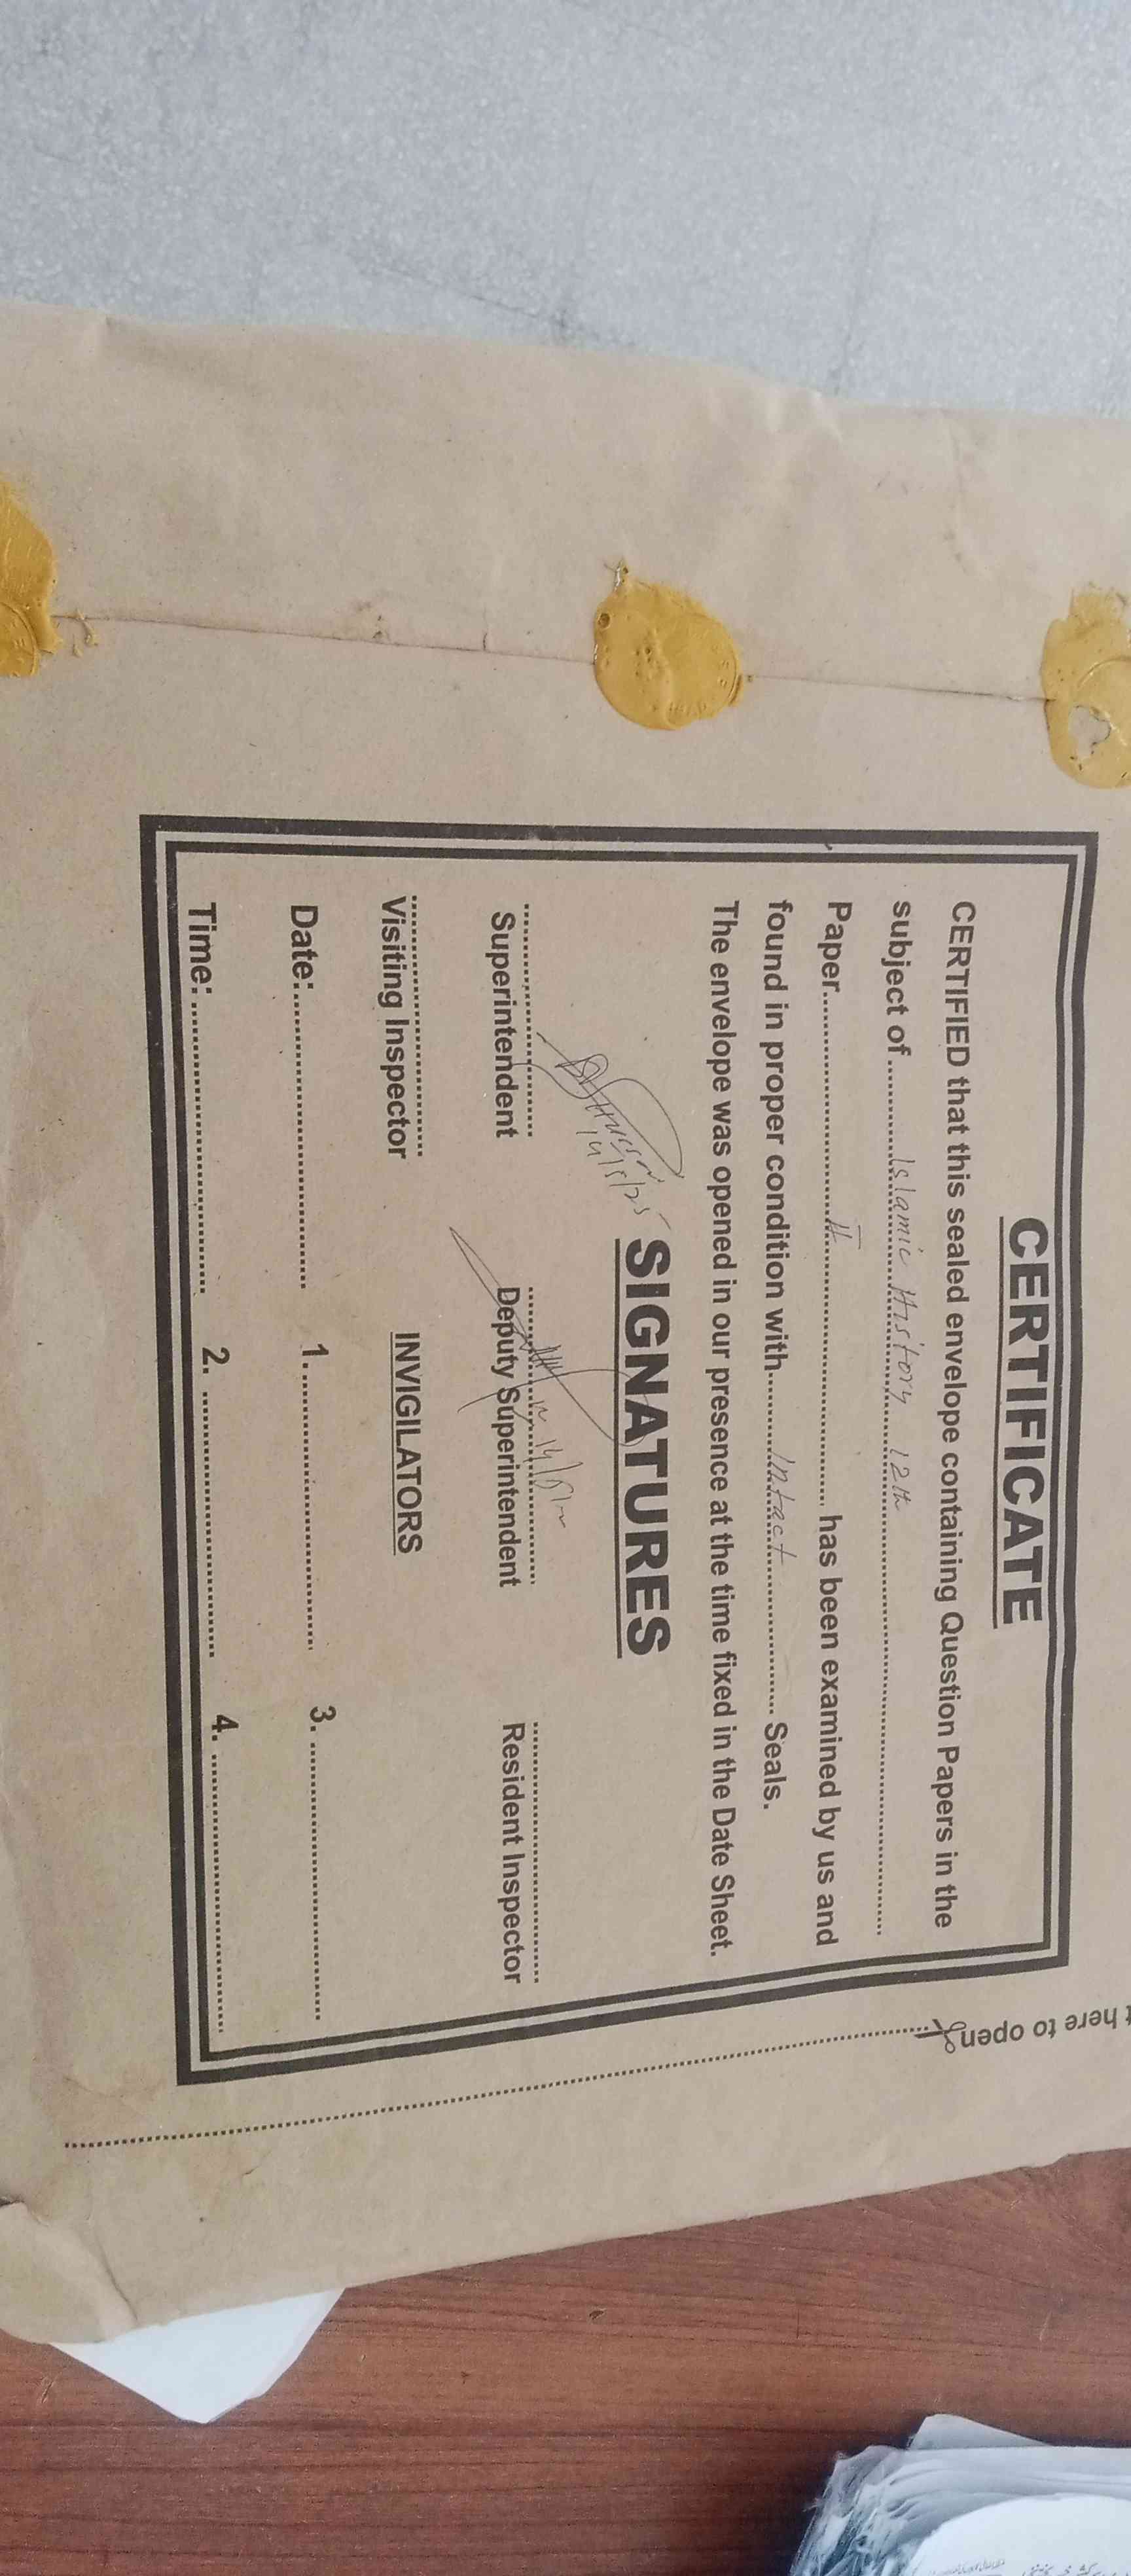 CERTIFICATE
CERTIFIED that this sealed envelope containing Question Papers in the
subject of ........ Islamic History 12th ........
Paper ........ II ........ has been examined by us and
found in proper condition with ........ Intact ........ Seals.
The envelope was opened in our presence at the time fixed in the Date Sheet.
14/5/25
SIGNATURES
Superintendent Deputy Superintendent Resident Inspector
Visiting Inspector INVIGILATORS
Date: ........ 1. ........ 3. ........
Time: ........ 2. ........ 4. ........
here to open